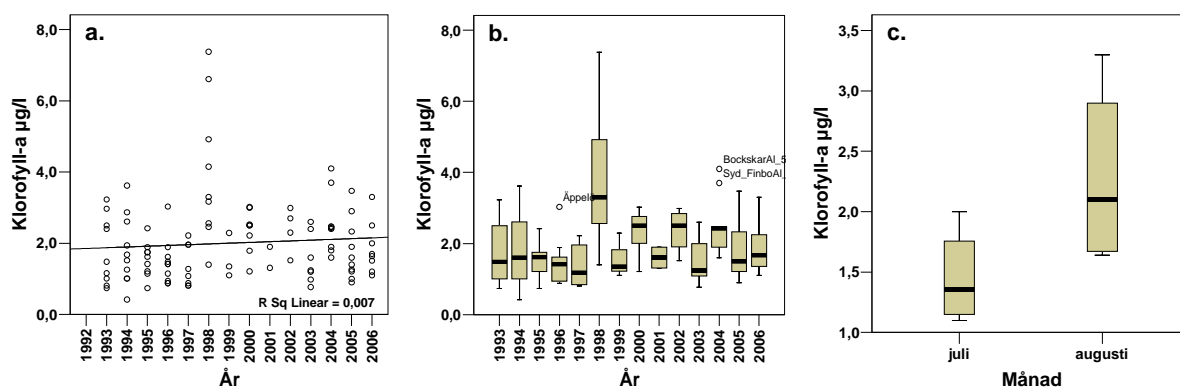 a.
Klorofyll-a µg/l
8,0
6,0
4,0
2,0
0,0
R Sq Linear = 0,007
1992 1993 1994 1995 1996 1997 1998 1999 2000 2001 2002 2003 2004 2005 2006
År
b.
Klorofyll-a µg/l
8,0
6,0
4,0
2,0
0,0
BockskarAl_5
Syd_FinboAl_
Äppelö
1993 1994 1995 1996 1997 1998 1999 2000 2001 2002 2003 2004 2005 2006
År
c.
Klorofyll-a µg/l
3,5
3,0
2,5
2,0
1,5
1,0
juli augusti
Månad